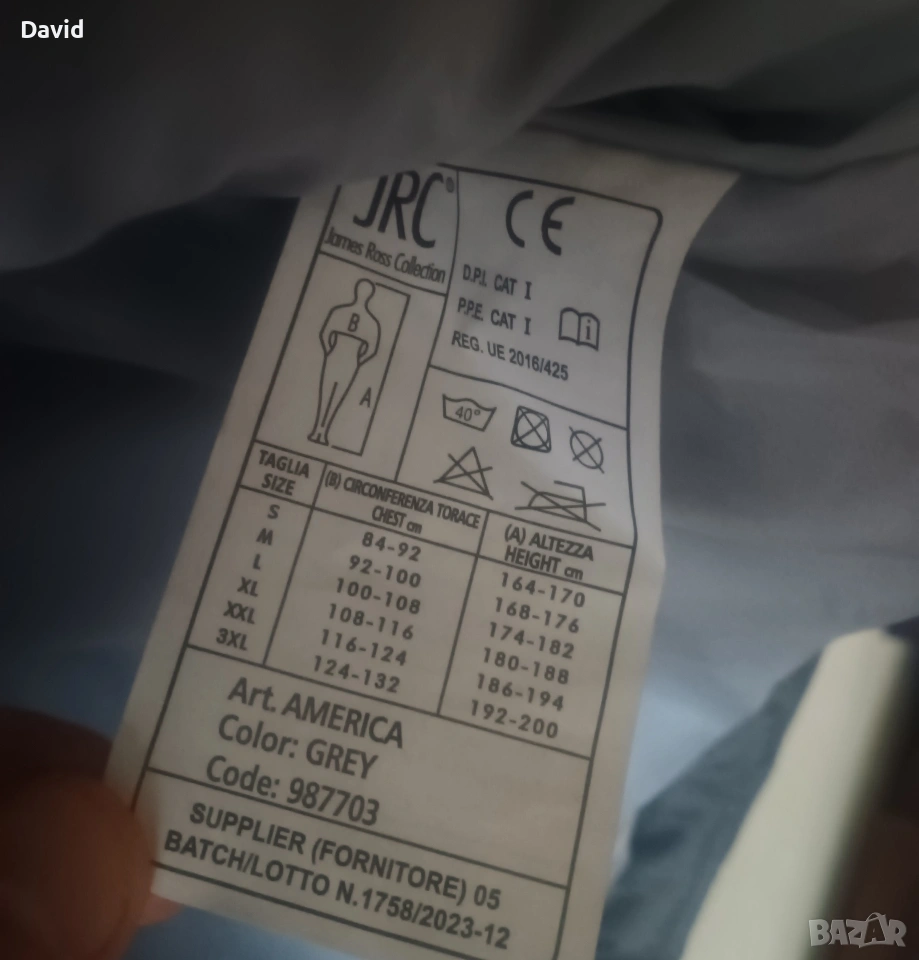 David
JRC®
James Ross Collection
CE
D.P.I. CAT I
P.P.E. CAT I
REG. UE 2016/425
i
B
A
40°
TAGLIA
SIZE
(B) CIRCONFERENZA TORACE
CHEST cm
(A) ALTEZZA
HEIGHT cm
S 84-92 164-170
M 92-100 168-176
L 100-108 174-182
XL 108-116 180-188
XXL 116-124 186-194
3XL 124-132 192-200
Art. AMERICA
Color: GREY
Code: 987703
SUPPLIER (FORNITORE) 05
BATCH/LOTTO N.1758/2023-12
BAZAR